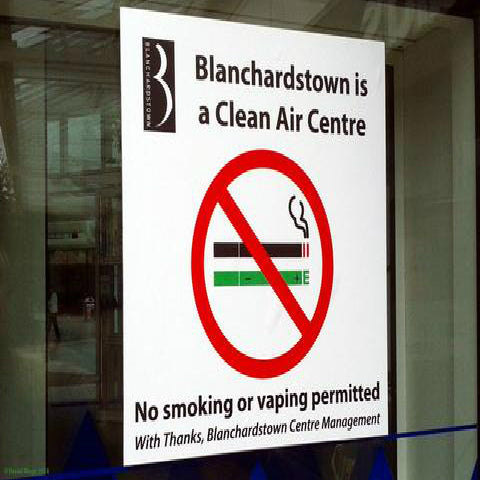 BLANCHARDSTOWN
Blanchardstown is
a Clean Air Centre
No smoking or vaping permitted
With Thanks, Blanchardstown Centre Management